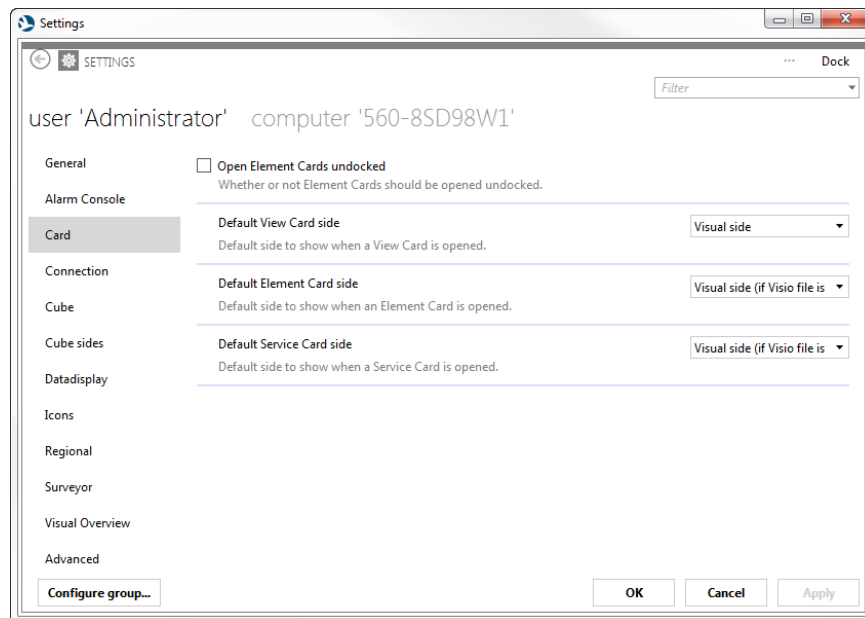 Settings
SETTINGS
... Dock
Filter
user 'Administrator' computer '560-8SD98W1'
General
Alarm Console
Card
Connection
Cube
Cube sides
Datadisplay
Icons
Regional
Surveyor
Visual Overview
Advanced
Open Element Cards undocked
Whether or not Element Cards should be opened undocked.
Default View Card side
Visual side
Default side to show when a View Card is opened.
Default Element Card side
Visual side (if Visio file is
Default side to show when an Element Card is opened.
Default Service Card side
Visual side (if Visio file is
Default side to show when a Service Card is opened.
Configure group...
OK
Cancel
Apply